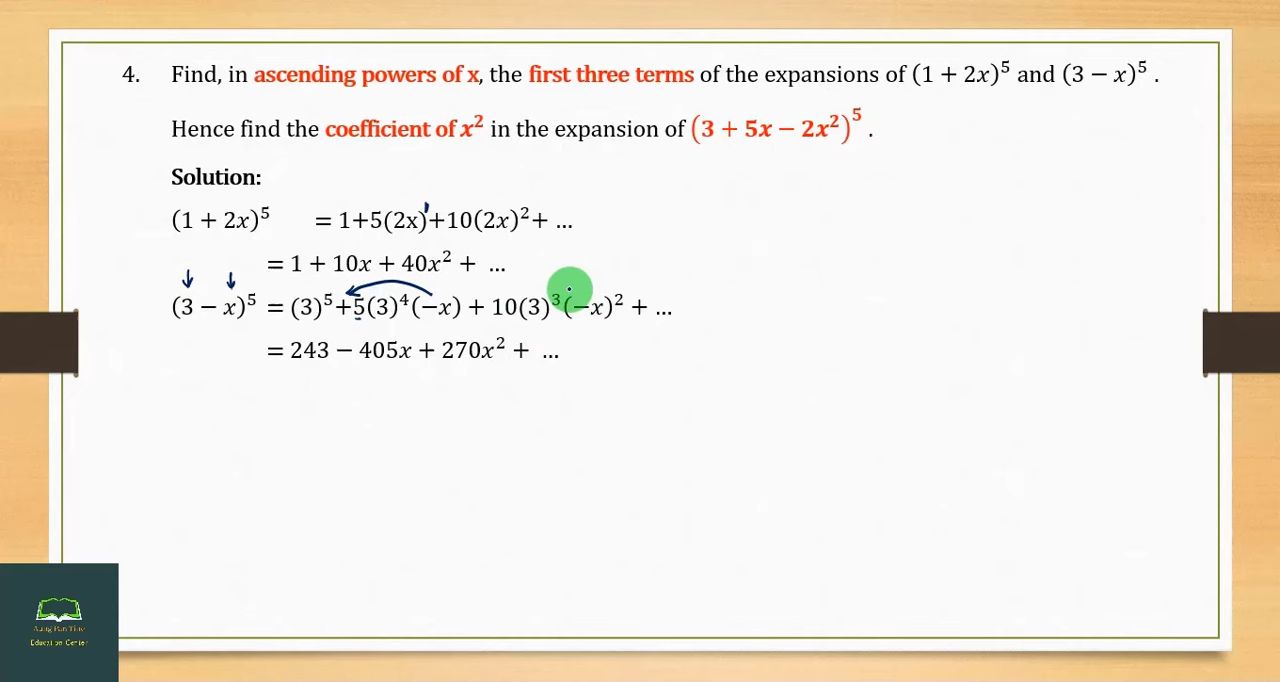 4. Find, in ascending powers of x, the first three terms of the expansions of (1 + 2x)⁵ and (3 − x)⁵ .
Hence find the coefficient of x² in the expansion of (3 + 5x − 2x²)⁵ .
Solution:
(1 + 2x)⁵ = 1+5(2x)¹+10(2x)²+ ...
= 1 + 10x + 40x² + ...
(3 − x)⁵ = (3)⁵+5(3)⁴(−x) + 10(3)³(−x)² + ...
= 243 − 405x + 270x² + ...
Education Center